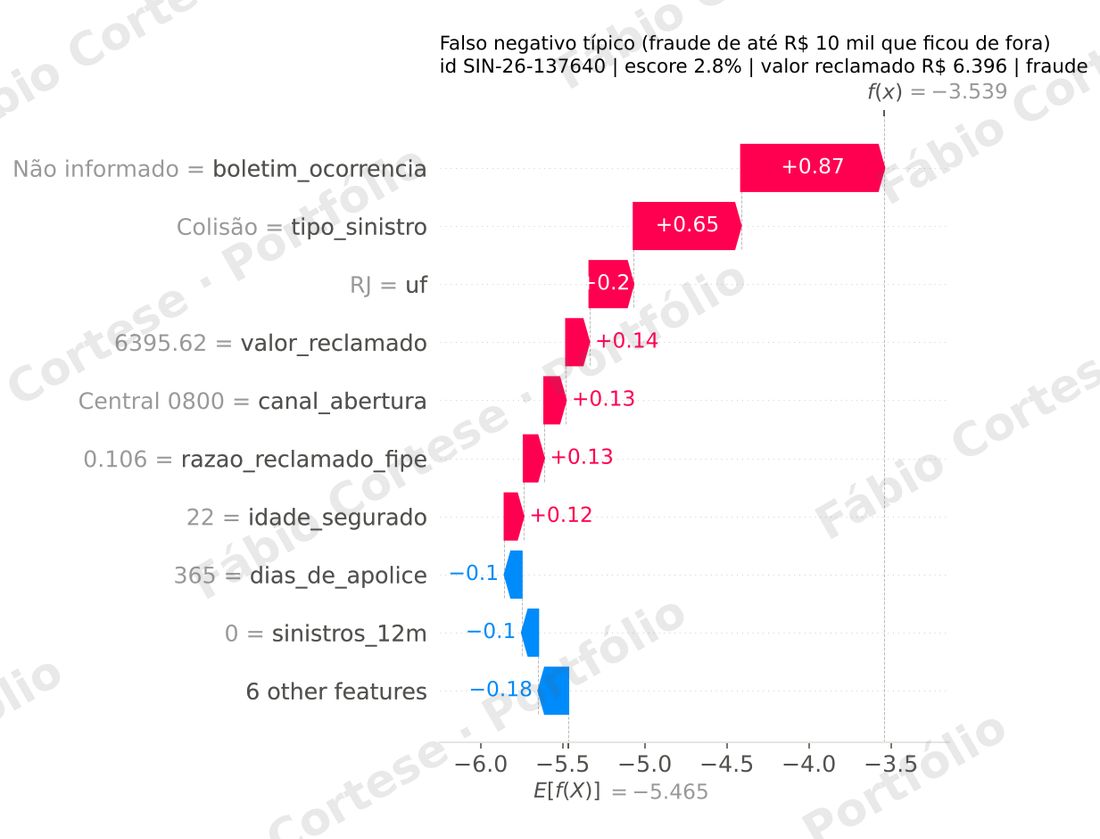 Falso negativo típico (fraude de até R$ 10 mil que ficou de fora)
id SIN-26-137640 | escore 2.8% | valor reclamado R$ 6.396 | fraude
f(x) = −3.539
Não informado = boletim_ocorrencia
+0.87
Colisão = tipo_sinistro
+0.65
RJ = uf
0.2
6395.62 = valor_reclamado
+0.14
Central 0800 = canal_abertura
+0.13
0.106 = razao_reclamado_fipe
+0.13
22 = idade_segurado
+0.12
365 = dias_de_apolice
−0.1
0 = sinistros_12m
−0.1
6 other features
−0.18
−6.0 −5.5 −5.0 −4.5 −4.0 −3.5
E[f(X)] = −5.465
Fábio Cortese · Portfólio